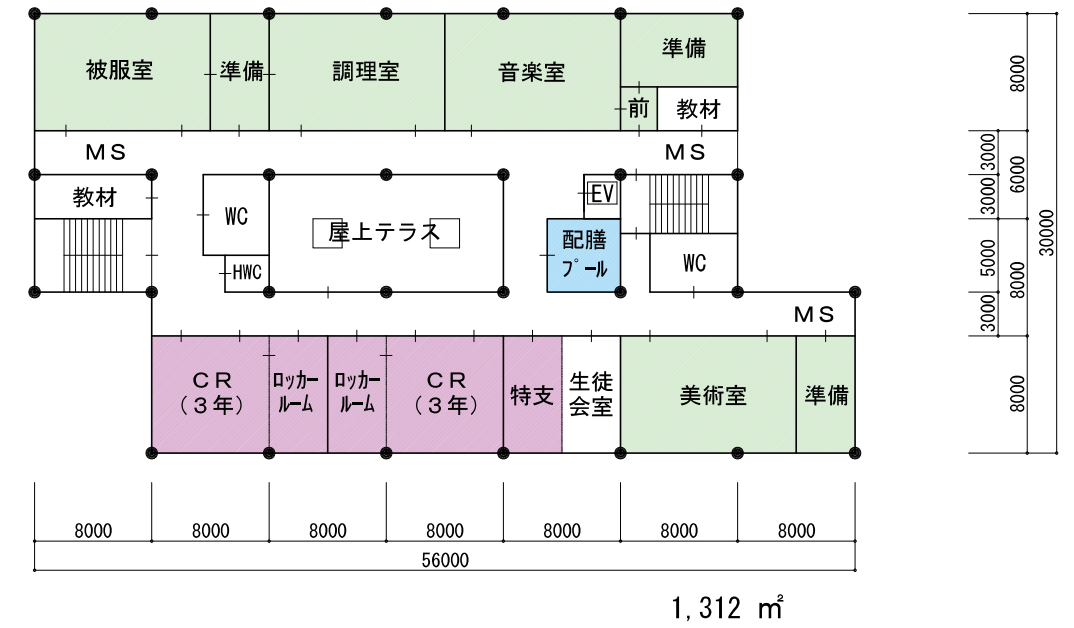 被服室
準備
調理室
音楽室
準備
前
教材
ＭＳ
ＭＳ
教材
WC
HWC
屋上テラス
EV
配膳
プール
WC
ＭＳ
ＣＲ
（３年）
ロッカー
ルーム
ロッカー
ルーム
ＣＲ
（３年）
特支
生徒
会室
美術室
準備
8000
3000
3000
5000
3000
6000
8000
8000
30000
8000
8000
8000
8000
8000
8000
8000
56000
1,312 ㎡